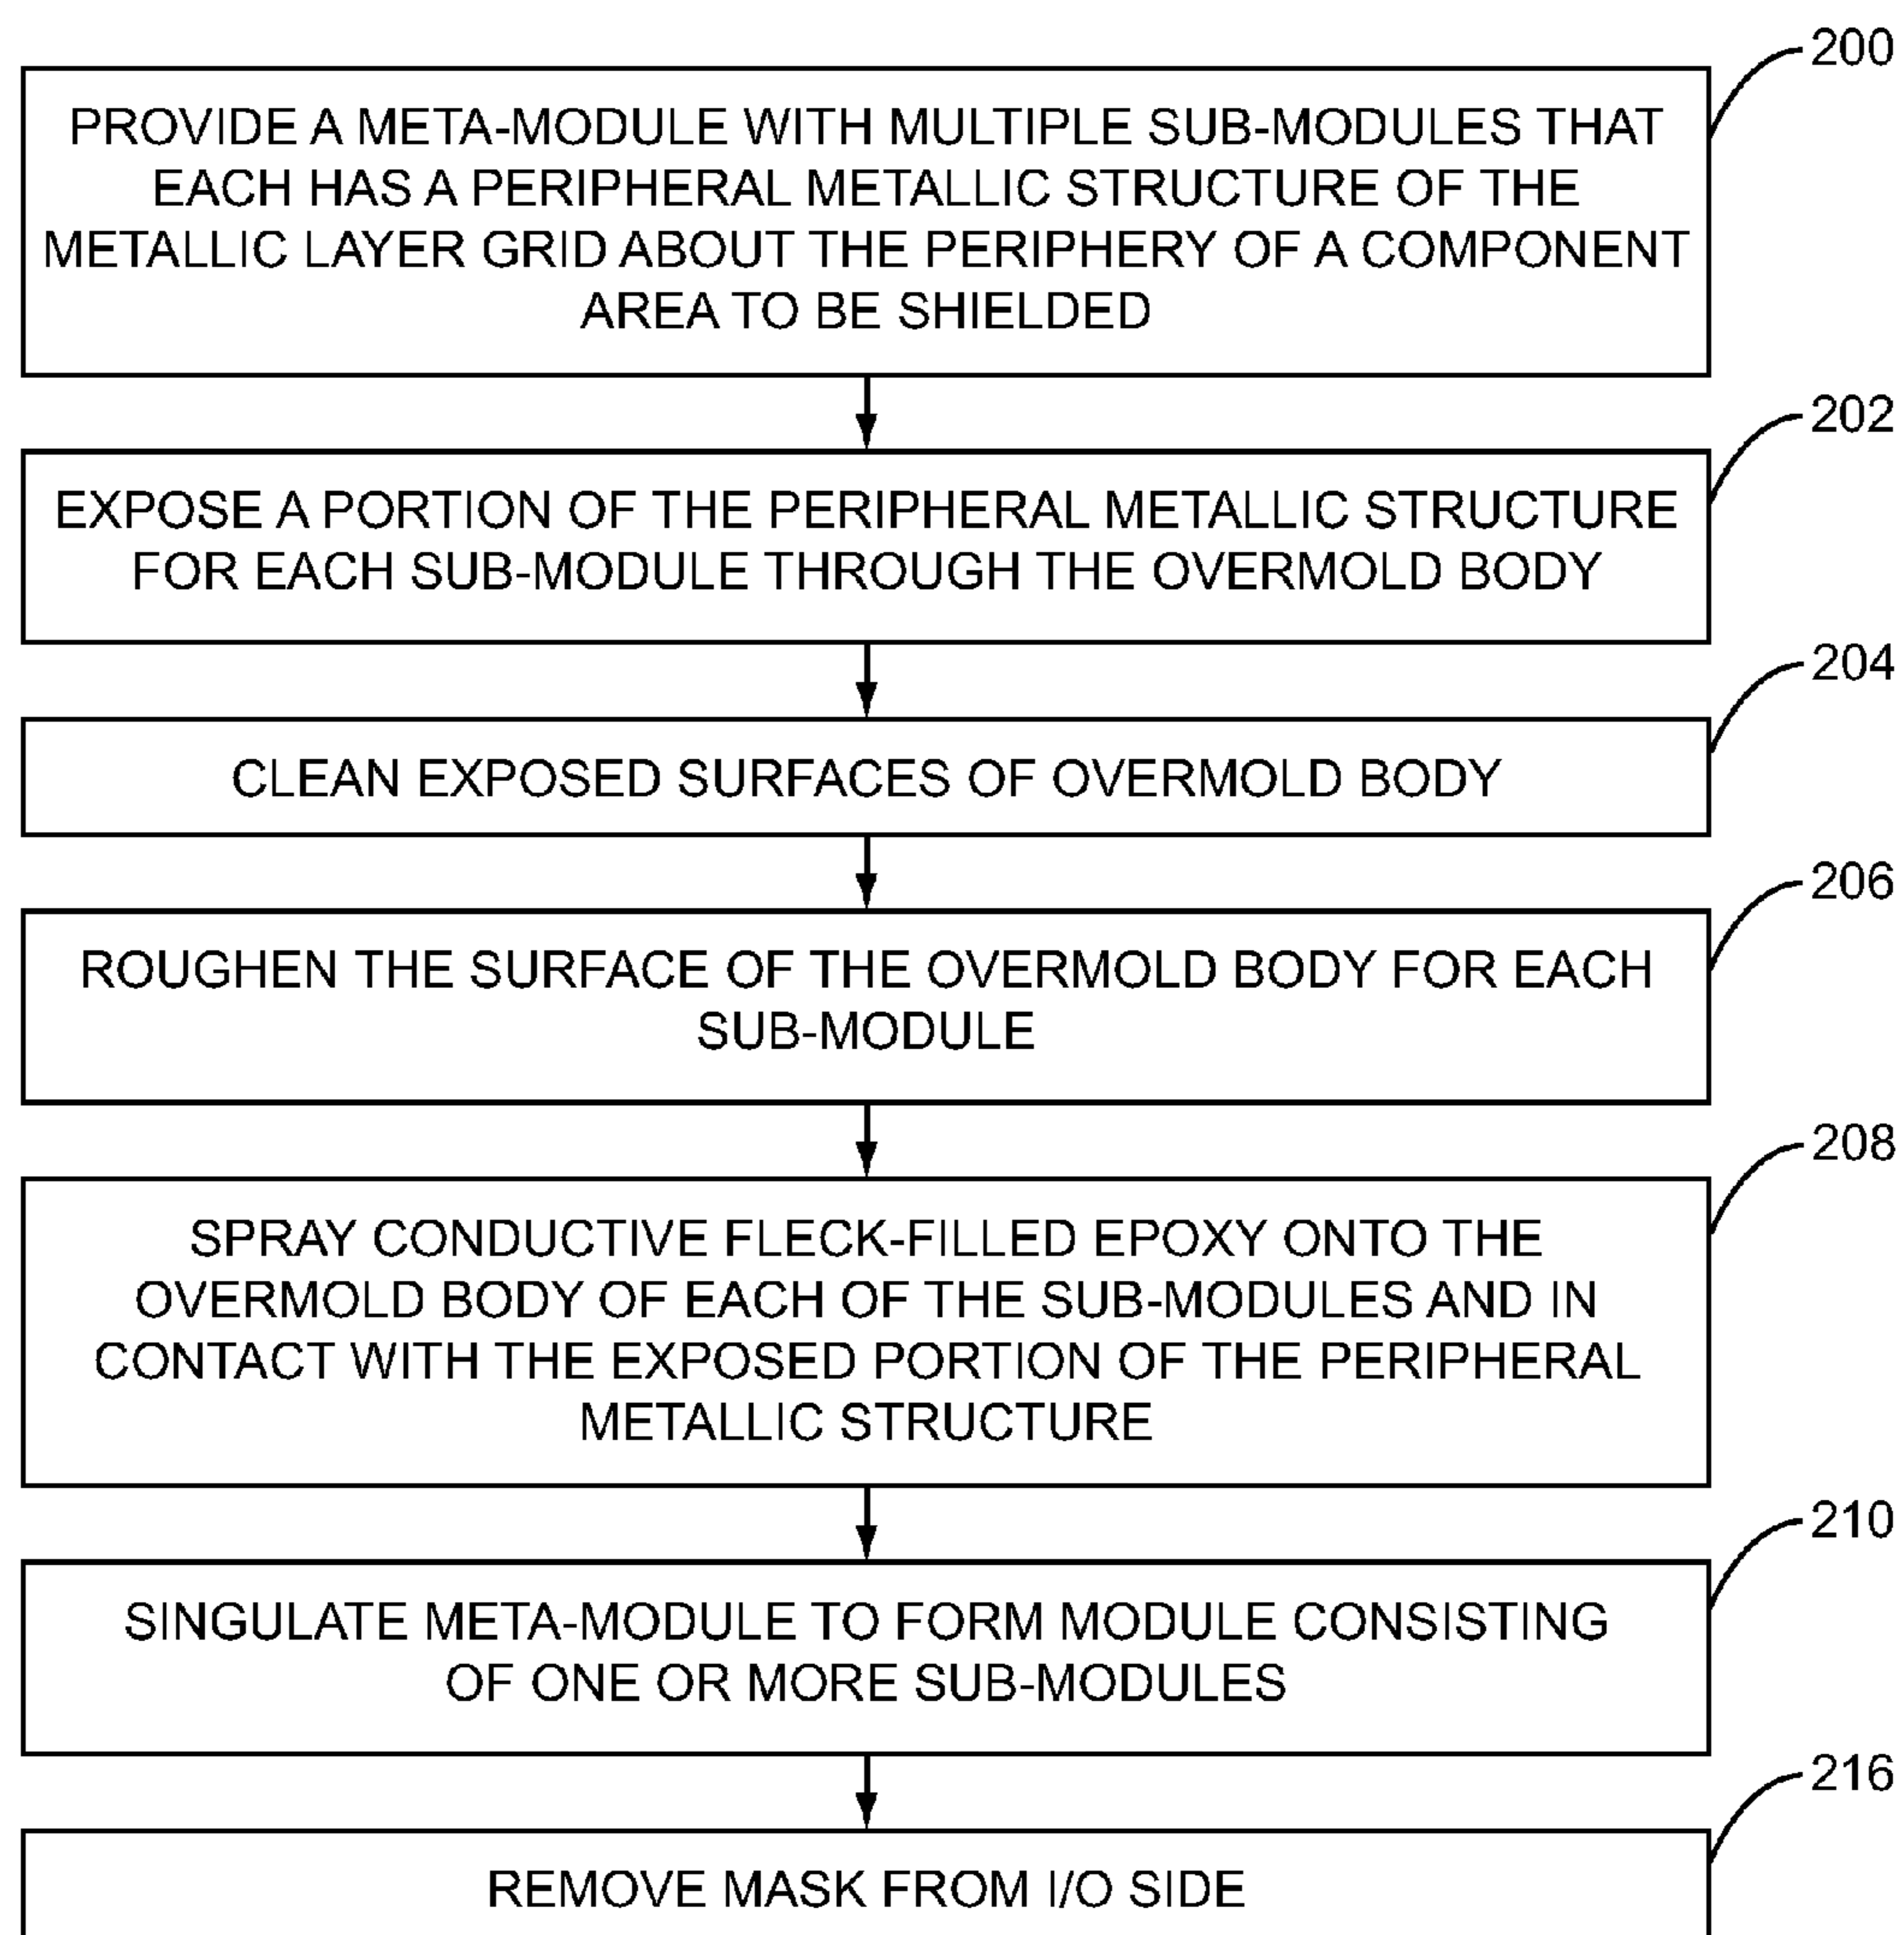 200
PROVIDE A META-MODULE WITH MULTIPLE SUB-MODULES THAT
EACH HAS A PERIPHERAL METALLIC STRUCTURE OF THE
METALLIC LAYER GRID ABOUT THE PERIPHERY OF A COMPONENT
AREA TO BE SHIELDED
202
EXPOSE A PORTION OF THE PERIPHERAL METALLIC STRUCTURE
FOR EACH SUB-MODULE THROUGH THE OVERMOLD BODY
204
CLEAN EXPOSED SURFACES OF OVERMOLD BODY
206
ROUGHEN THE SURFACE OF THE OVERMOLD BODY FOR EACH
SUB-MODULE
208
SPRAY CONDUCTIVE FLECK-FILLED EPOXY ONTO THE
OVERMOLD BODY OF EACH OF THE SUB-MODULES AND IN
CONTACT WITH THE EXPOSED PORTION OF THE PERIPHERAL
METALLIC STRUCTURE
210
SINGULATE META-MODULE TO FORM MODULE CONSISTING
OF ONE OR MORE SUB-MODULES
216
REMOVE MASK FROM I/O SIDE